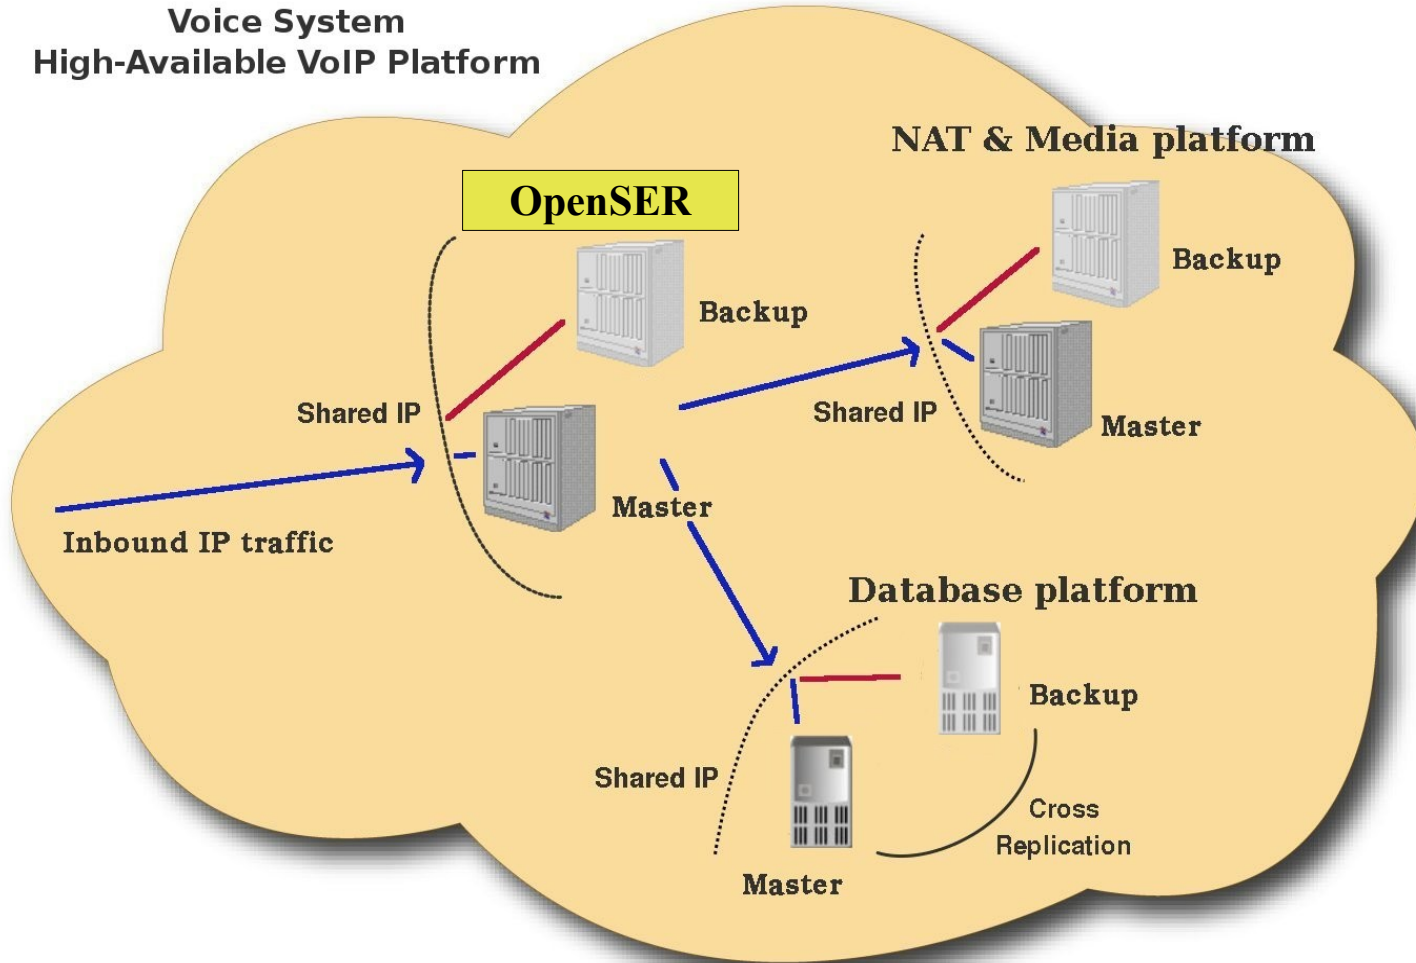 Voice System
High-Available VoIP Platform
NAT & Media platform
OpenSER
Backup
Backup
Shared IP
Shared IP
Master
Master
Inbound IP traffic
Database platform
Backup
Shared IP
Cross
Replication
Master